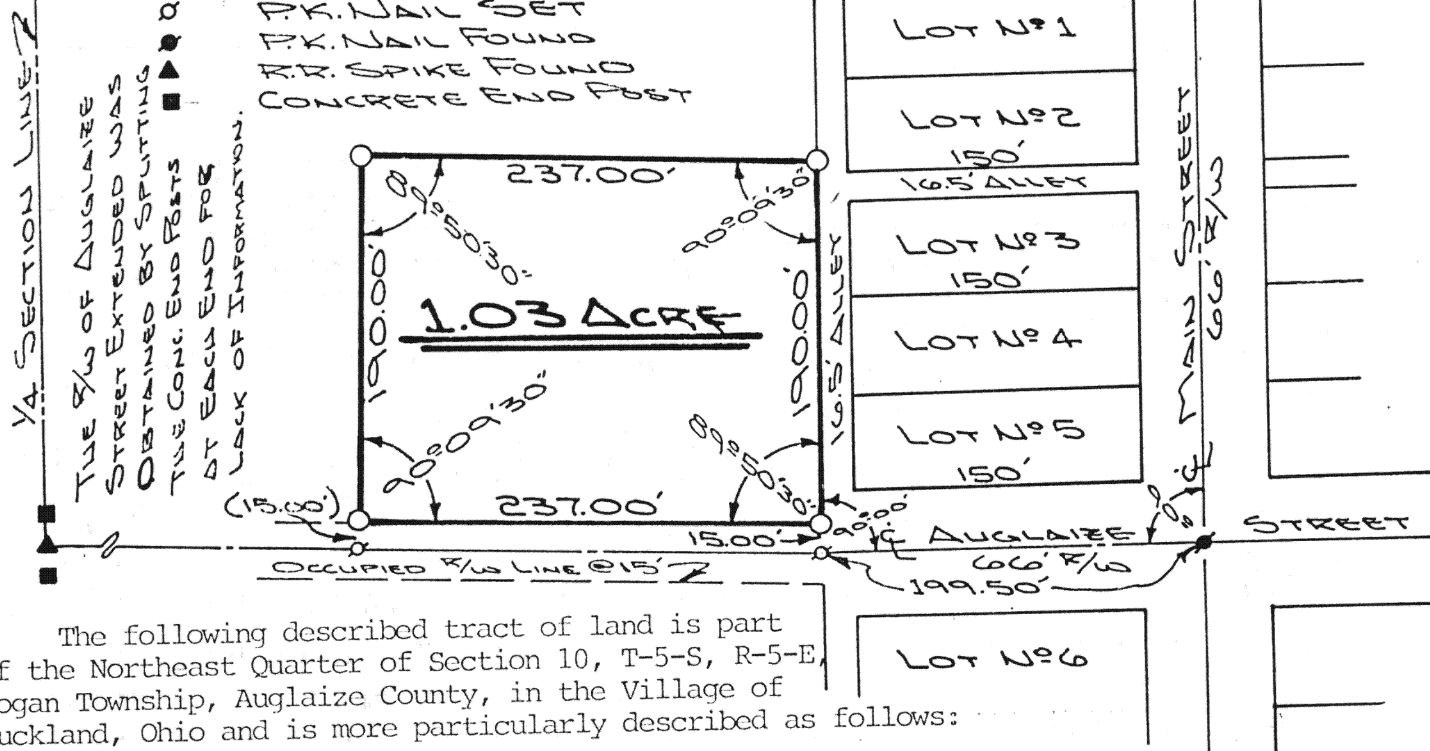 P.K. NAIL SET
P.K. NAIL FOUND
R.R. SPIKE FOUND
CONCRETE END POST
1/4 SECTION LINE
THE R/W OF AUGLAIZE
STREET EXTENDED WAS
OBTAINED BY SPLITTING
THE CONC. END POSTS
AT EACH END FOR
LACK OF INFORMATION.
237.00'
89°50'30"
90°09'30"
190.00'
1.03 ACRE
190.00'
90°09'30"
89°50'30"
237.00'
(15.00')
15.00'
OCCUPIED R/W LINE @ 15'
16.5' ALLEY
LOT Nº 1
LOT Nº 2
150'
16.5' ALLEY
LOT Nº 3
150'
LOT Nº 4
LOT Nº 5
150'
℄ MAIN STREET
66' R/W
90°00'
℄ AUGLAIZE STREET
66' R/W
199.50'
LOT Nº 6
The following described tract of land is part
f the Northeast Quarter of Section 10, T-5-S, R-5-E,
ogan Township, Auglaize County, in the Village of
uckland, Ohio and is more particularly described as follows: